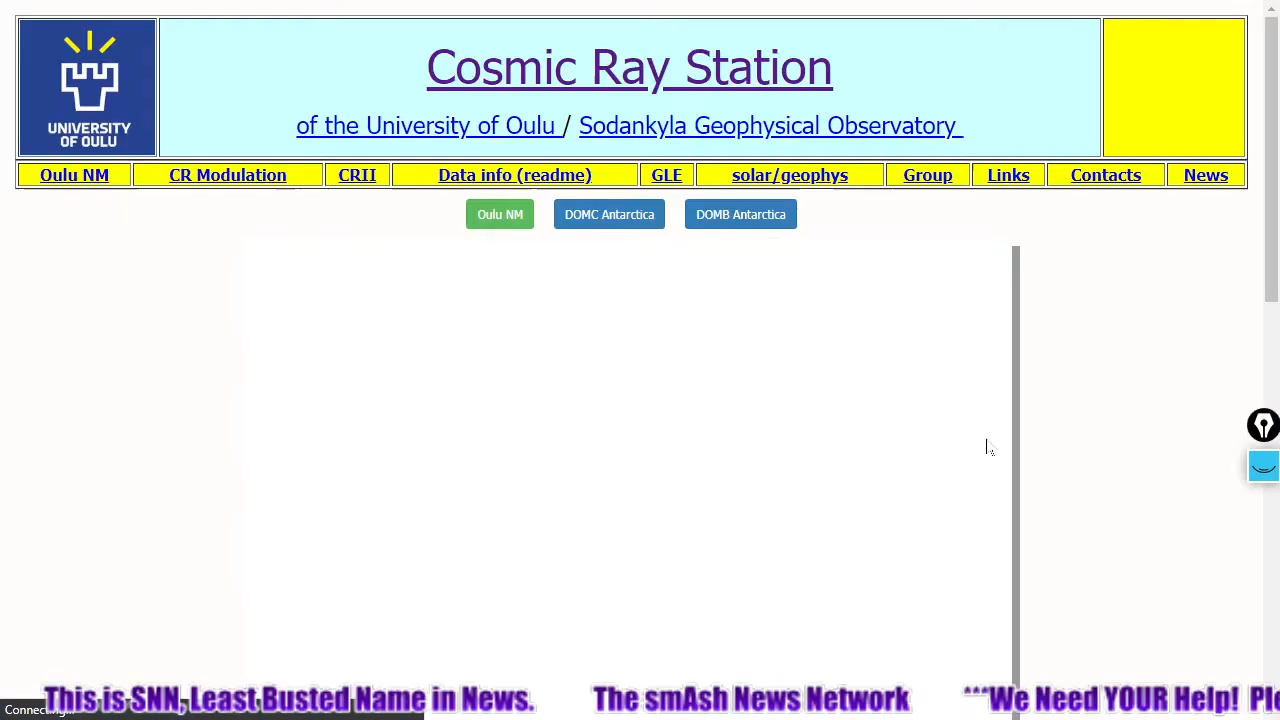 UNIVERSITY
OF OULU
Cosmic Ray Station
of the University of Oulu / Sodankyla Geophysical Observatory
Oulu NM CR Modulation CRII Data info (readme) GLE solar/geophys Group Links Contacts News
Oulu NM DOMC Antarctica DOMB Antarctica
This is SNN, Least Busted Name in News. The smAsh News Network ***We Need YOUR Help!
Connecting...